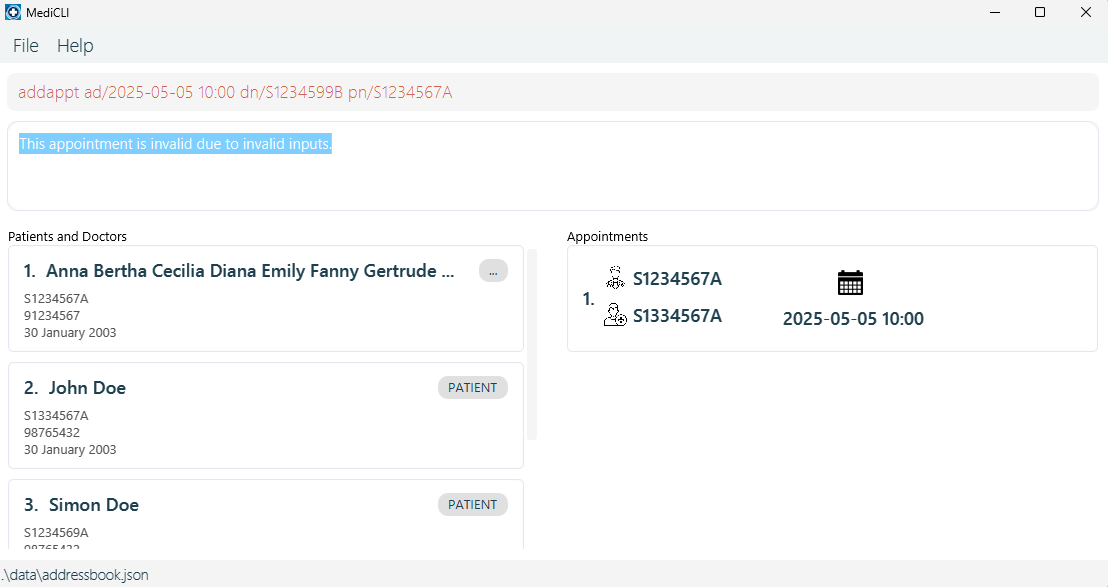 MediCLI
File Help
addappt ad/2025-05-05 10:00 dn/S1234599B pn/S1234567A
This appointment is invalid due to invalid inputs.
Patients and Doctors
1. Anna Bertha Cecilia Diana Emily Fanny Gertrude ...
...
S1234567A
91234567
30 January 2003
2. John Doe
PATIENT
S1334567A
98765432
30 January 2003
3. Simon Doe
PATIENT
S1234569A
98765432
Appointments
1.
S1234567A
S1334567A
2025-05-05 10:00
.\data\addressbook.json